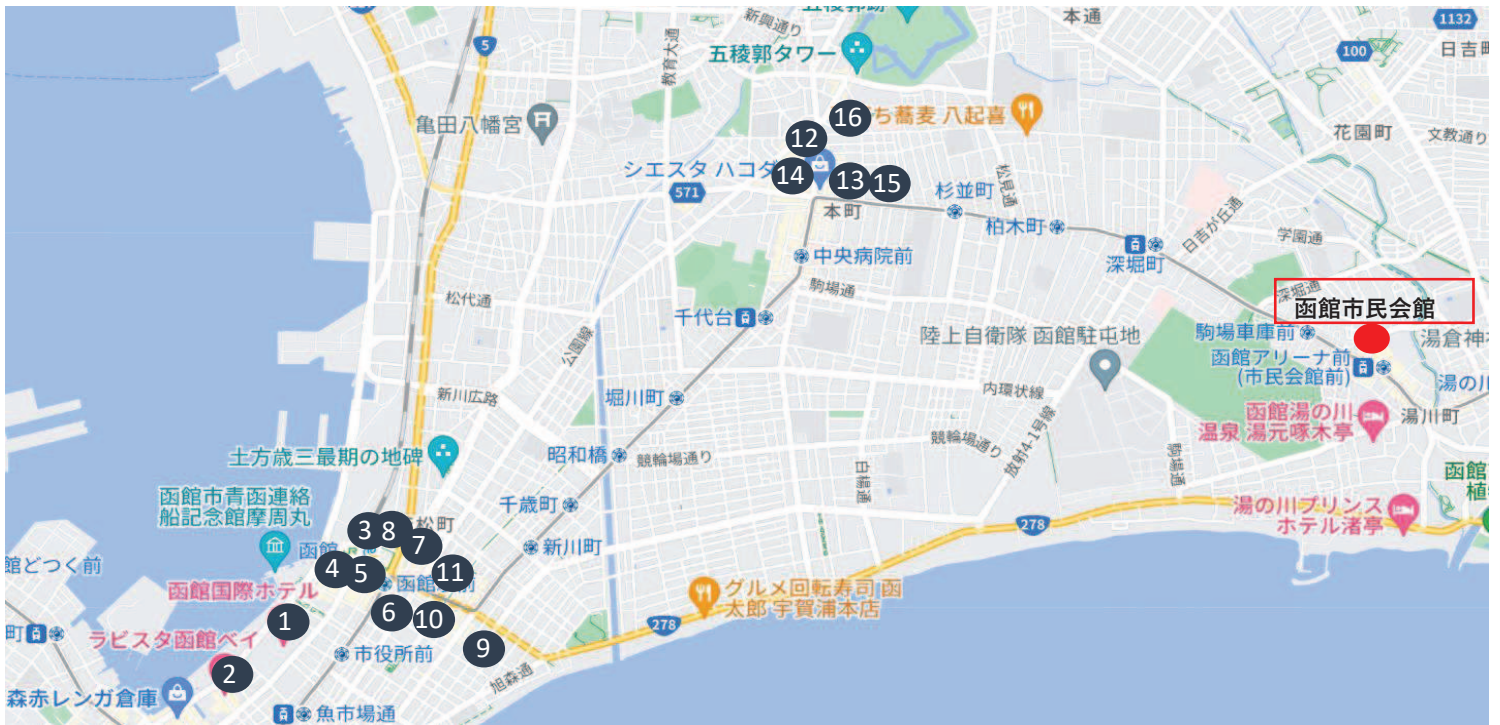 新興通り
本通
1132
日吉町
五稜郭タワー
5
教育大通
100
亀田八幡宮
16
ち蕎麦 八起喜
花園町
文教通り
12
シエスタ ハコダ
14
13
15
571
松見通
杉並町
本町
柏木町
日吉が丘通
学園通
中央病院前
深堀町
駒場通
深堀通
松代通
函館市民会館
千代台
陸上自衛隊 函館駐屯地
駒場車庫前
湯倉神
公園線
函館アリーナ前
(市民会館前)
湯の川
内環状線
新川広路
堀川町
函館湯の川
温泉 湯元啄木亭
湯川町
放射4-1号線
競輪場通り
土方歳三最期の地碑
昭和橋
競輪場通り
白楊通
駒場通
函館
植
函館市青函連絡
船記念館摩周丸
千歳町
湯の川プリンス
ホテル渚亭
278
3
8
松町
7
函館
新川町
館どつく前
4
5
函館
前
11
函館国際ホテル
グルメ回転寿司 函
太郎 宇賀浦本店
1
6
10
278
町
ラビスタ函館ベイ
市役所前
9
2
旭森通
森赤レンガ倉庫
魚市場通